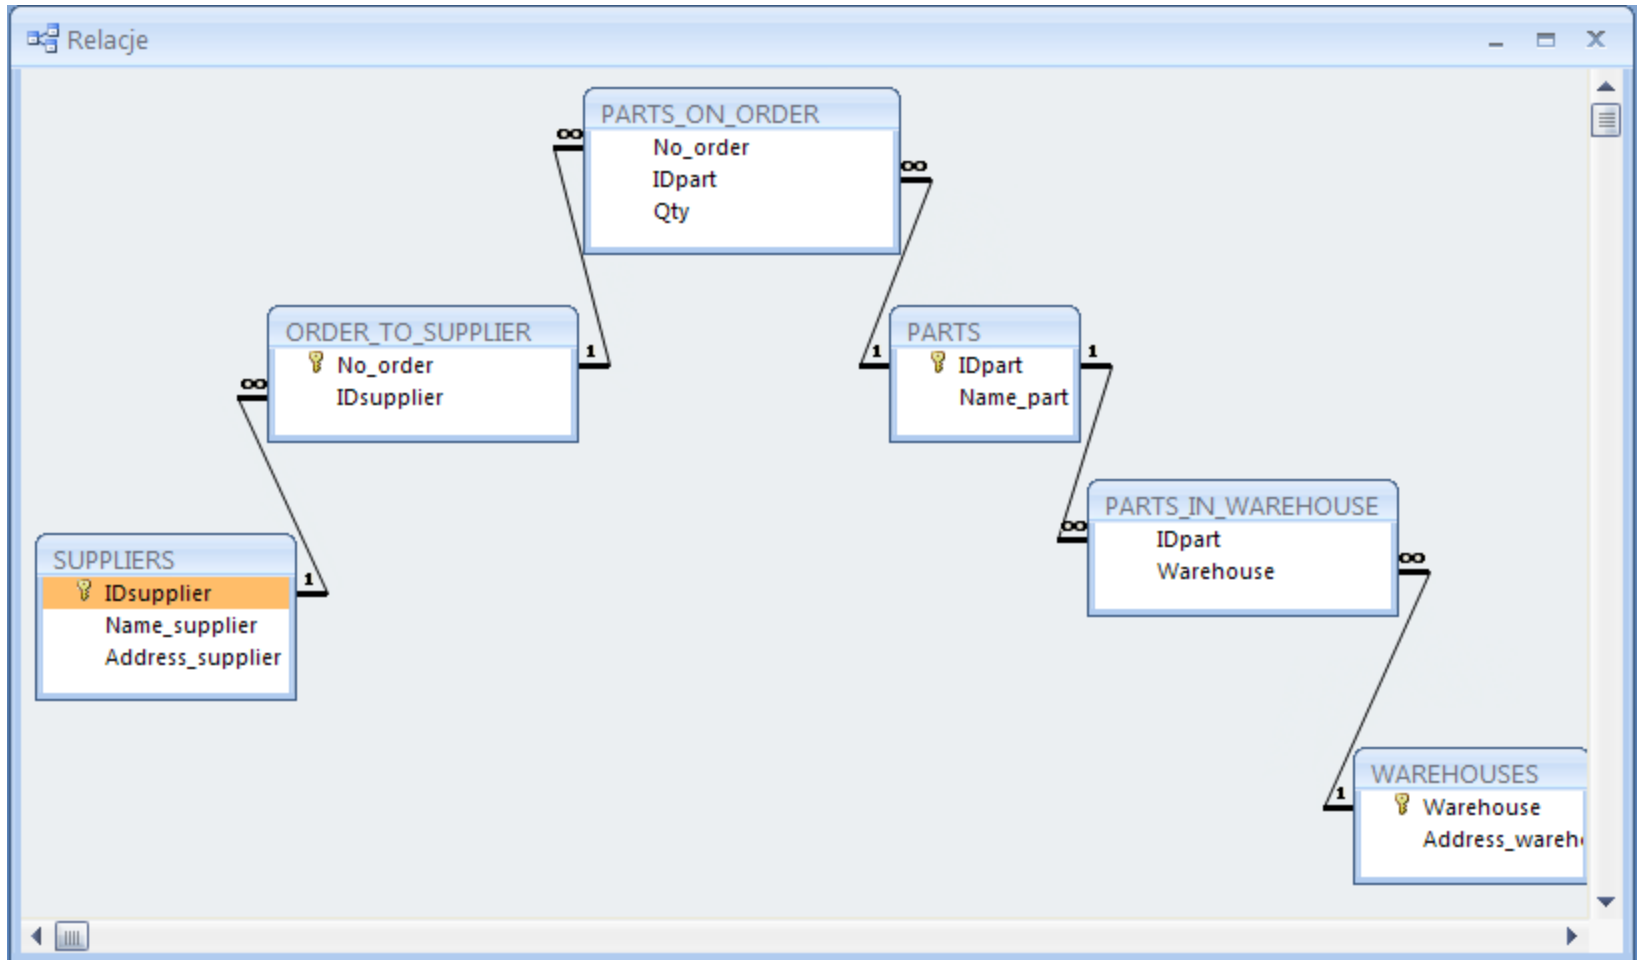 Relacje
PARTS_ON_ORDER
No_order
IDpart
Qty
ORDER_TO_SUPPLIER
No_order
IDsupplier
PARTS
IDpart
Name_part
PARTS_IN_WAREHOUSE
IDpart
Warehouse
SUPPLIERS
IDsupplier
Name_supplier
Address_supplier
WAREHOUSES
Warehouse
Address_wareh
∞
∞
1
1
1
∞
∞
∞
1
1